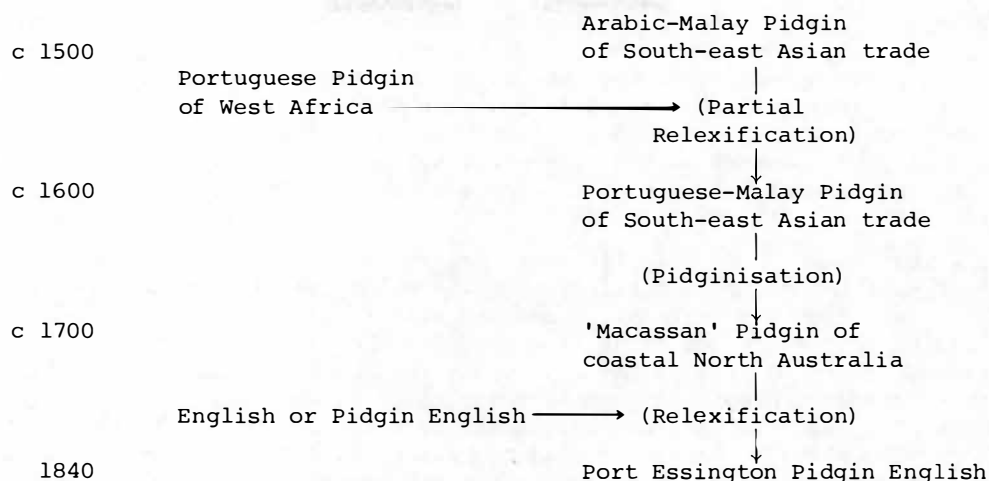 Arabic-Malay Pidgin
c 1500 of South-east Asian trade
Portuguese Pidgin
of West Africa (Partial
Relexification)
c 1600 Portuguese-Malay Pidgin
of South-east Asian trade
(Pidginisation)
c 1700 'Macassan' Pidgin of
coastal North Australia
English or Pidgin English (Relexification)
1840 Port Essington Pidgin English